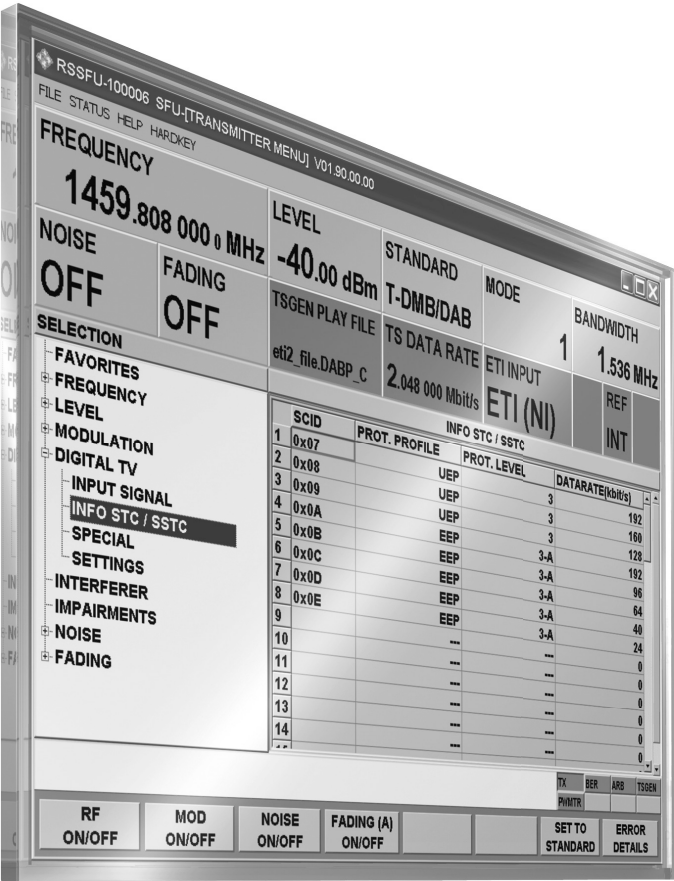 RSSFU-100006 SFU-[TRANSMITTER MENU] V01.90.00.00
FILE STATUS HELP HARDKEY
FREQUENCY
1459.808 000 0 MHz
LEVEL
-40.00 dBm
STANDARD
T-DMB/DAB
MODE
1
BANDWIDTH
1.536 MHz
NOISE
OFF
FADING
OFF
TSGEN PLAY FILE
eti2_file.DABP_C
TS DATA RATE
2.048 000 Mbit/s
ETI INPUT
ETI (NI)
REF
INT
SELECTION
FAVORITES
FREQUENCY
LEVEL
MODULATION
DIGITAL TV
INPUT SIGNAL
INFO STC / SSTC
SPECIAL
SETTINGS
INTERFERER
IMPAIRMENTS
NOISE
FADING
INFO STC / SSTC
SCID PROT. PROFILE PROT. LEVEL DATARATE(kbit/s)
1 0x07 UEP 3 192
2 0x08 UEP 3 160
3 0x09 UEP 3 128
4 0x0A EEP 3-A 192
5 0x0B EEP 3-A 96
6 0x0C EEP 3-A 64
7 0x0D EEP 3-A 40
8 0x0E EEP 3-A 24
9 --- 0
10 --- 0
11 --- 0
12 --- 0
13 --- 0
14 0
TX BER ARB TSGEN
PWMTR
RF ON/OFF
MOD ON/OFF
NOISE ON/OFF
FADING (A) ON/OFF
SET TO STANDARD
ERROR DETAILS